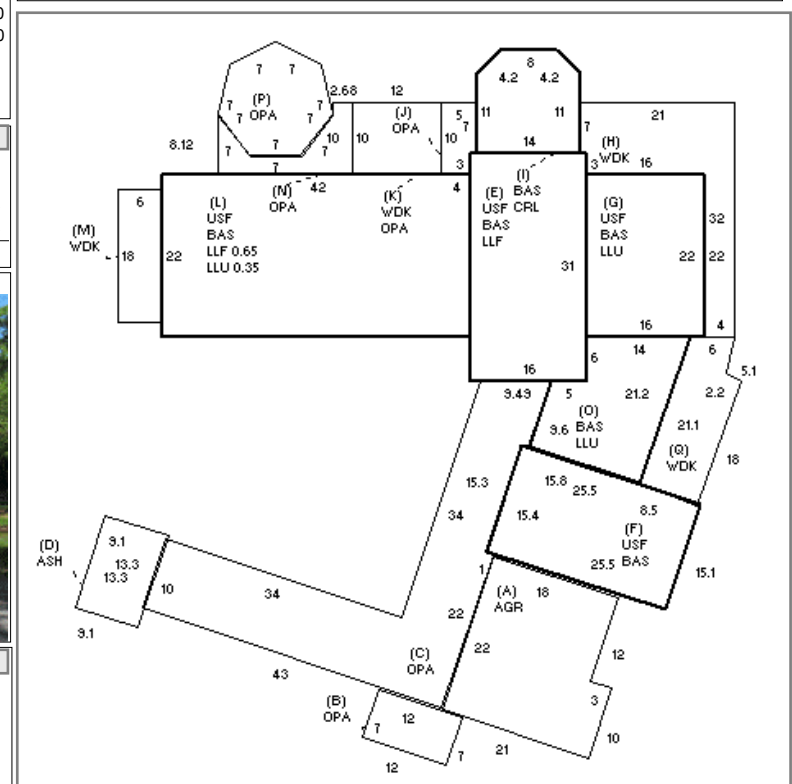 0
0
8
4.2 4.2
7 7
2.68 12
(P)
OPA
7 7
7 7
(J)
OPA
5
7
11 11
7
21
8.12
7
7
7
7
10
10
10
3
14
(H)
WDK
3
16
(I)
BAS
CRL
6
(L)
USF
BAS
LLF 0.65
LLU 0.35
(N)
OPA
42
(K)
WDK
OPA
4
(E)
USF
BAS
LLF
(G)
USF
BAS
LLU
32
(M)
WDK
18
22
31
22
22
16
4
16
6
14
6
5.1
9.49
5
(O)
BAS
LLU
21.2
2.2
9.6
21.1
(Q)
WDK
18
15.3
15.8
25.5
34
15.4
8.5
(F)
USF
BAS
25.5
15.1
(D)
ASH
9.1
13.3
13.3
10
34
1
(A)
AGR
18
9.1
22
22
12
43
(C)
OPA
3
(B)
OPA
7
12
7
12
21
10